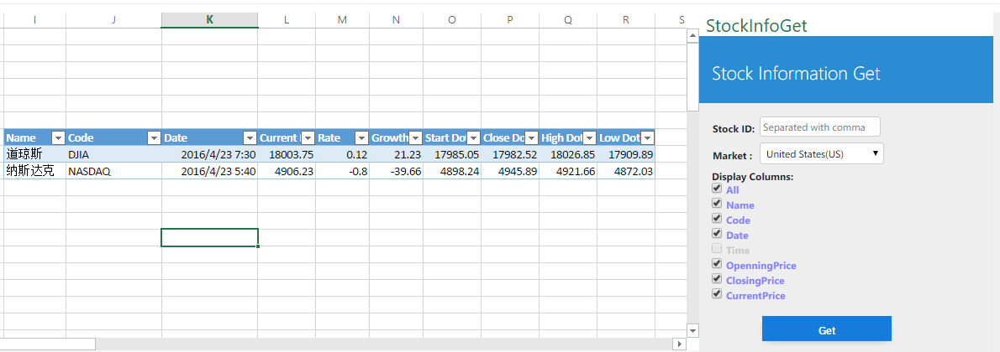 I J K L M N O P Q R S
Name Code Date Current Rate Growth Start Dot Close Do High Dot Low Dot
道琼斯 DJIA 2016/4/23 7:30 18003.75 0.12 21.23 17985.05 17982.52 18026.85 17909.89
纳斯达克 NASDAQ 2016/4/23 5:40 4906.23 -0.8 -39.66 4898.24 4945.89 4921.66 4872.03
StockInfoGet
Stock Information Get
Stock ID: Separated with comma
Market : United States(US)
Display Columns:
All
Name
Code
Date
Time
OpenningPrice
ClosingPrice
CurrentPrice
Get